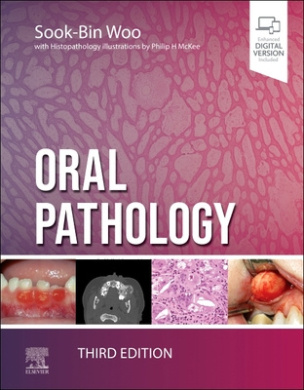 Sook-Bin Woo
with Histopathology illustrations by Philip H McKee
Enhanced
DIGITAL
VERSION
Included
ORAL
PATHOLOGY
THIRD EDITION
ELSEVIER